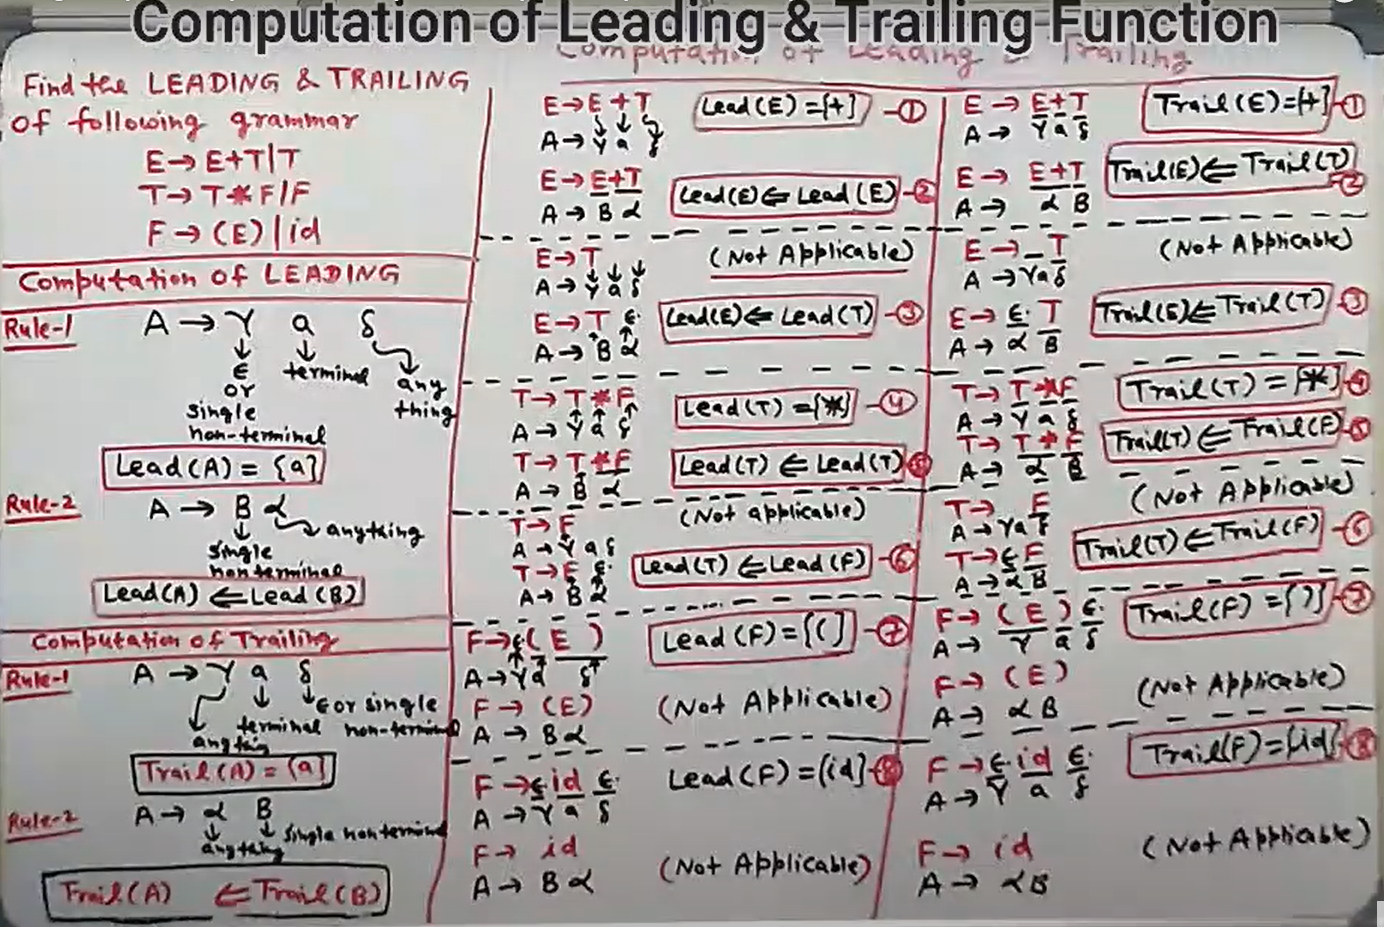 Computation of Leading & Trailing Function
Computation of Leading & Trailing
Find the LEADING & TRAILING
of following grammar
E→ E+T|T
T→ T*F/F
F→ (E) | id
Computation of LEADING
Rule-1
A → γ a δ
ε terminal any
or thing
single
non-terminal
Lead(A) = {a}
Rule-2
A → B α
anything
single
non terminal
Lead(A) ⇐ Lead (B)
Computation of Trailing
Rule-1
A → γ a δ
ε or single
terminal non-terminal
Trail(A) = {a}
Rule-2
A → α B
single non terminal
anything
Trail(A) ⇐ Trail(B)
E→E+T Lead(E)={+} ①
A→ γ a δ
E→E+T Lead(E)⇐ Lead (E) ②
A→ B α
E→T (Not Applicable)
A→ γ a δ
E→T ε Lead(E)⇐ Lead(T) ③
A→ B α
T→ T*F Lead(T)={*} ④
A→ γ a δ
T→ T*F Lead(T) ⇐ Lead(T) ⑤
A→ B α
T→ F (Not applicable)
A→ γ a δ
T→F ε Lead(T) ⇐Lead(F) ⑥
A→ B α
F→ε( E ) Lead (F)={(} ⑦
A→γ a δ
F→ (E) (Not Applicable)
A→ B α
F→ε id ε Lead(F)={id} ⑧
A→ γ a δ
F→ id (Not Applicable)
A→ B α
E→ E+T Trail(E)={+} ①
A→ γ a δ
E→ E+T Trail(E)⇐ Trail(T) ②
A→ α B
E→ _ T (Not Applicable)
A→γ a δ
E→ ε T Trail(E)⇐Trail(T) ③
A→ α B
T→ T*F Trail(T) = {*} ④
A→ γ a δ
T→ T*F Trail(T) ⇐ Trail(F) ⑤
A→ α B
T→ F (Not Applicable)
A→ γ a δ
T→ε F Trail(T) ⇐ Trail(F) ⑥
A→ α B
F→ (E) ε Trail(F) ={)} ⑦
A→ γ a δ
F→ (E) (Not Applicable)
A→ α B
F→ε id ε Trail(F)={id} ⑧
A→ γ a δ
F→ id (Not Applicable)
A→ α B